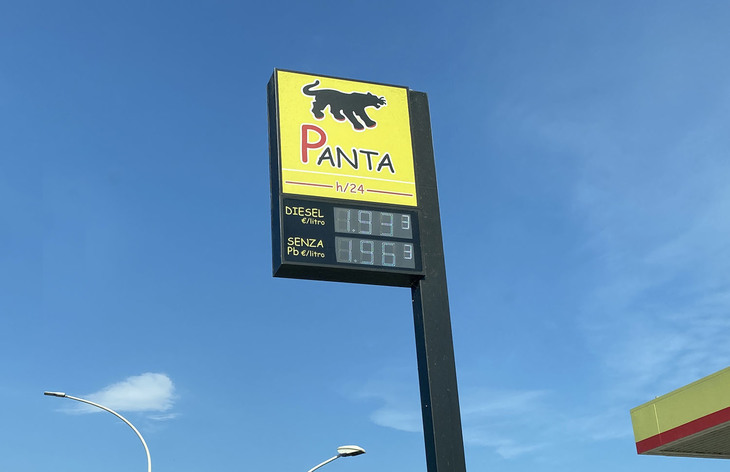 PANTA
h/24
DIESEL
€/litro
1.933
SENZA
Pb €/litro
1.963